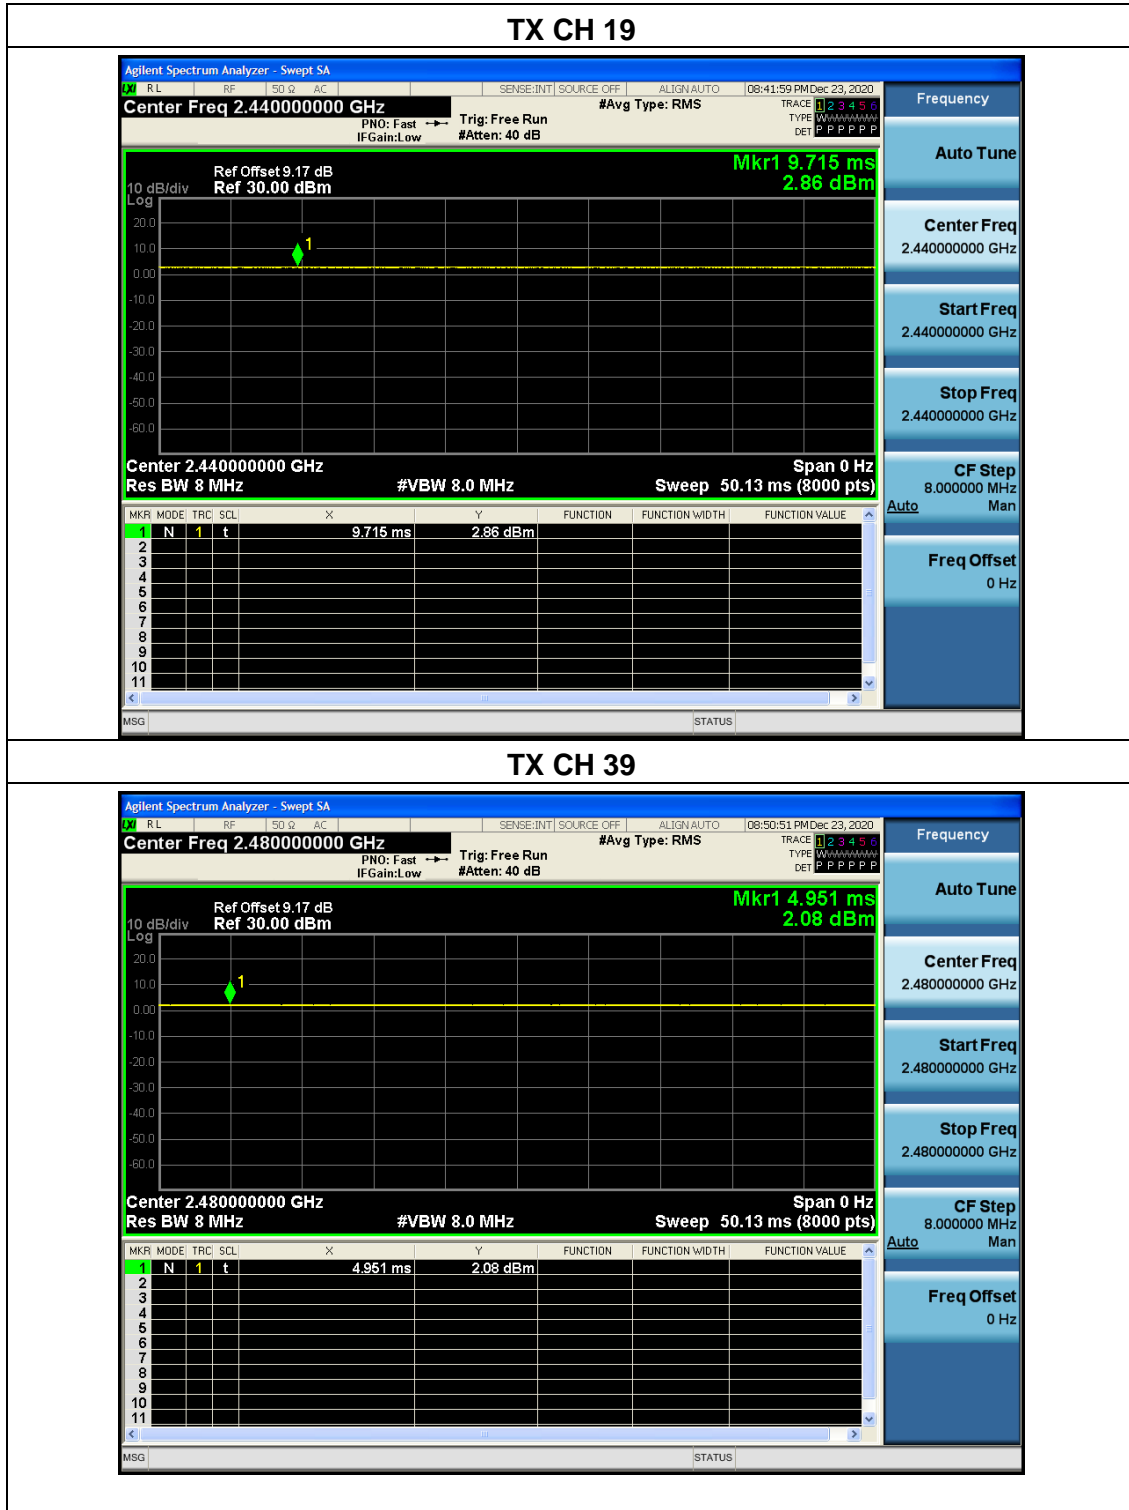 TX CH 19
Agilent Spectrum Analyzer - Swept SA
LXI RL RF 50 Ω AC SENSE:INT SOURCE OFF ALIGN AUTO 08:41:59 PM Dec 23, 2020
Center Freq 2.440000000 GHz
PNO: Fast
IFGain:Low
Trig: Free Run
#Atten: 40 dB
#Avg Type: RMS
TRACE 1 2 3 4 5 6
TYPE WWWWWW
DET P P P P P P
Frequency
Mkr1 9.715 ms
2.86 dBm
Ref Offset 9.17 dB
10 dB/div Ref 30.00 dBm
Log
20.0
1
10.0
0.00
-10.0
-20.0
-30.0
-40.0
-50.0
-60.0
Center 2.440000000 GHz Span 0 Hz
Res BW 8 MHz #VBW 8.0 MHz Sweep 50.13 ms (8000 pts)
MKR MODE TRC SCL X Y FUNCTION FUNCTION WIDTH FUNCTION VALUE
1 N 1 t 9.715 ms 2.86 dBm
2
3
4
5
6
7
8
9
10
11
MSG STATUS
Auto Tune
Center Freq
2.440000000 GHz
Start Freq
2.440000000 GHz
Stop Freq
2.440000000 GHz
CF Step
8.000000 MHz
Auto Man
Freq Offset
0 Hz
TX CH 39
Agilent Spectrum Analyzer - Swept SA
LXI RL RF 50 Ω AC SENSE:INT SOURCE OFF ALIGN AUTO 08:50:51 PM Dec 23, 2020
Center Freq 2.480000000 GHz
PNO: Fast
IFGain:Low
Trig: Free Run
#Atten: 40 dB
#Avg Type: RMS
TRACE 1 2 3 4 5 6
TYPE WWWWWW
DET P P P P P P
Frequency
Mkr1 4.951 ms
2.08 dBm
Ref Offset 9.17 dB
10 dB/div Ref 30.00 dBm
Log
20.0
1
10.0
0.00
-10.0
-20.0
-30.0
-40.0
-50.0
-60.0
Center 2.480000000 GHz Span 0 Hz
Res BW 8 MHz #VBW 8.0 MHz Sweep 50.13 ms (8000 pts)
MKR MODE TRC SCL X Y FUNCTION FUNCTION WIDTH FUNCTION VALUE
1 N 1 t 4.951 ms 2.08 dBm
2
3
4
5
6
7
8
9
10
11
MSG STATUS
Auto Tune
Center Freq
2.480000000 GHz
Start Freq
2.480000000 GHz
Stop Freq
2.480000000 GHz
CF Step
8.000000 MHz
Auto Man
Freq Offset
0 Hz